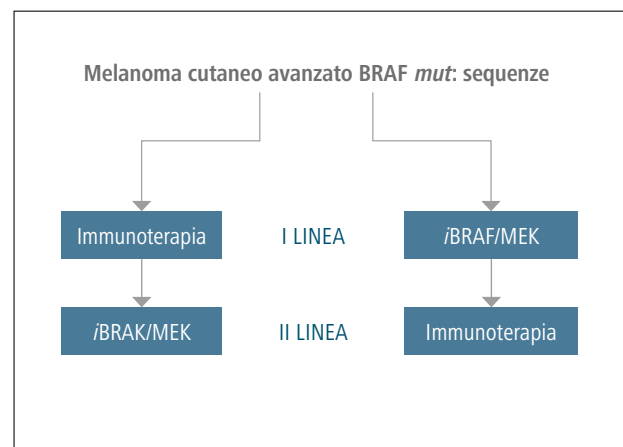 Melanoma cutaneo avanzato BRAF mut: sequenze
Immunoterapia I LINEA iBRAF/MEK
iBRAK/MEK II LINEA Immunoterapia